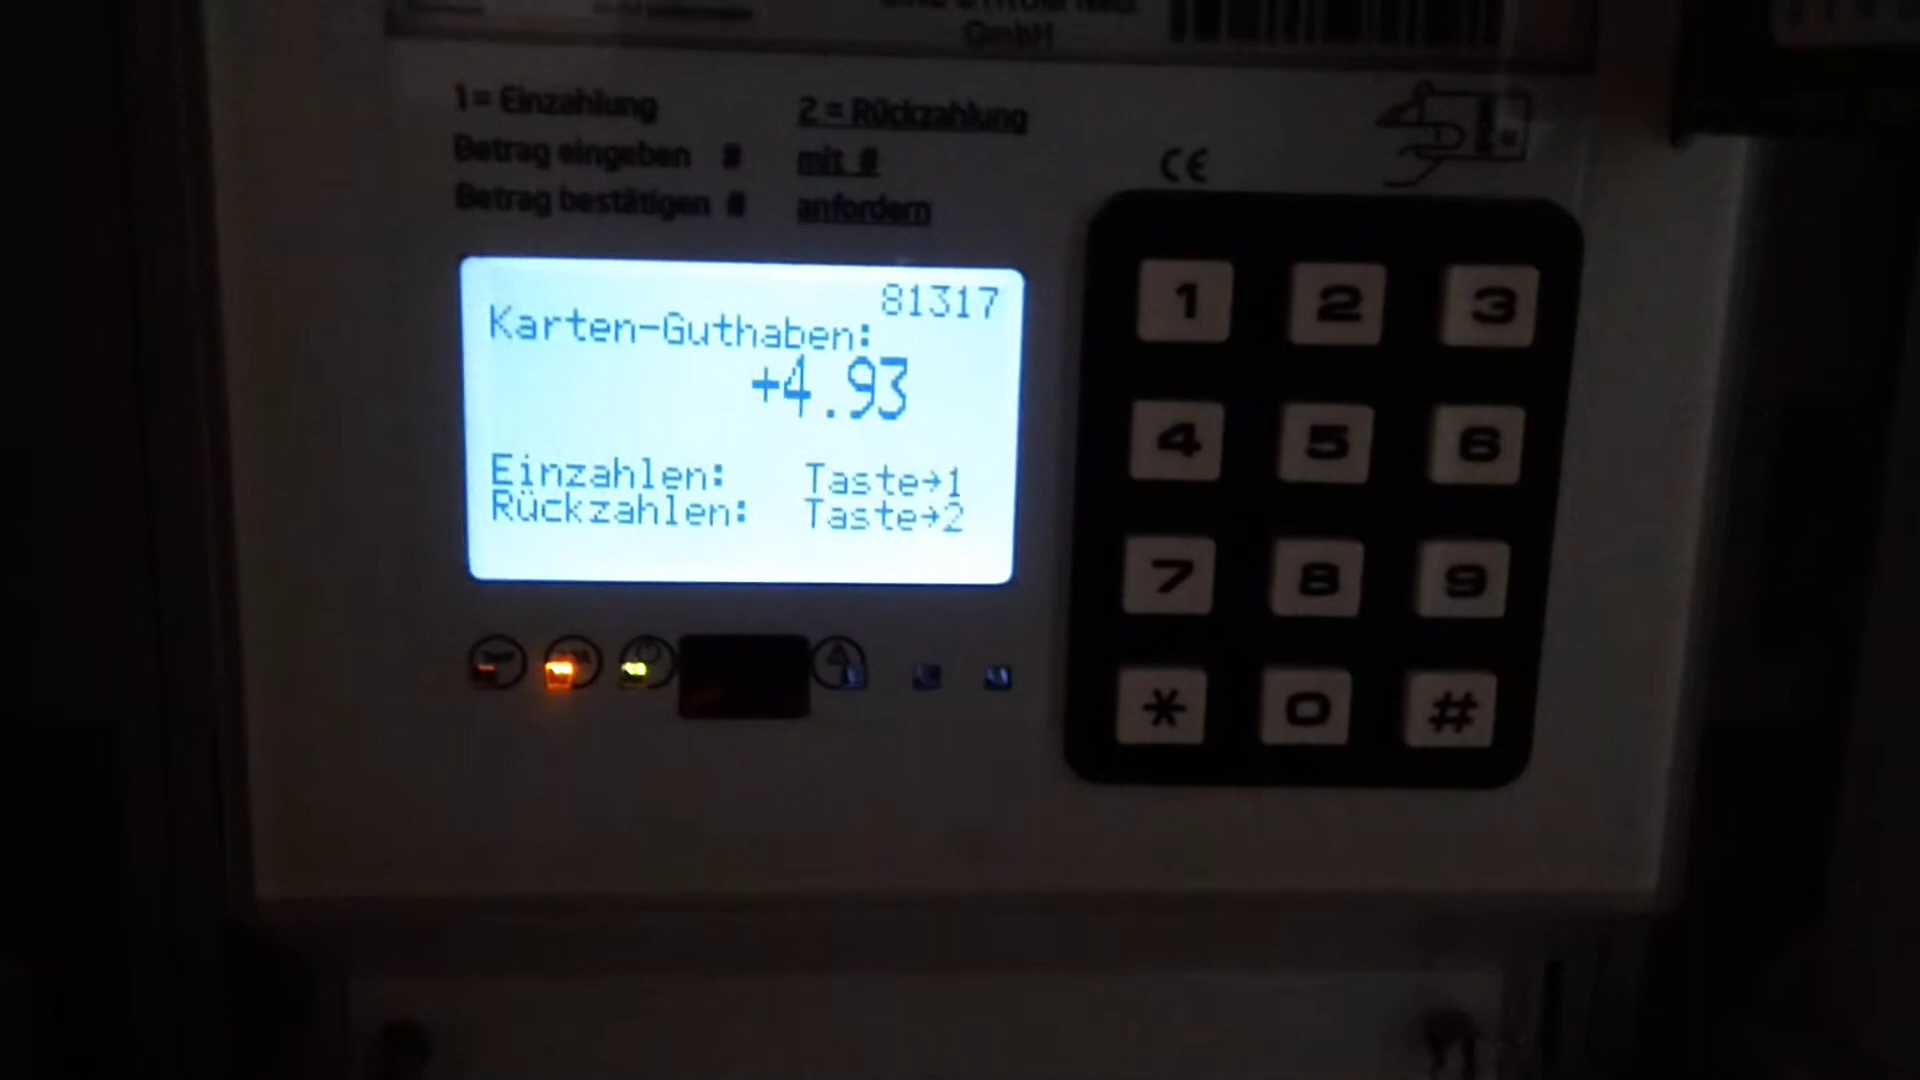 GmbH
1 = Einzahlung
Betrag eingeben #
Betrag bestätigen #
2 = Rückzahlung
mit #
anfordern
CE
81317
Karten-Guthaben:
+4.93
Einzahlen: Taste→1
Rückzahlen: Taste→2
1 2 3
4 5 6
7 8 9
* 0 #